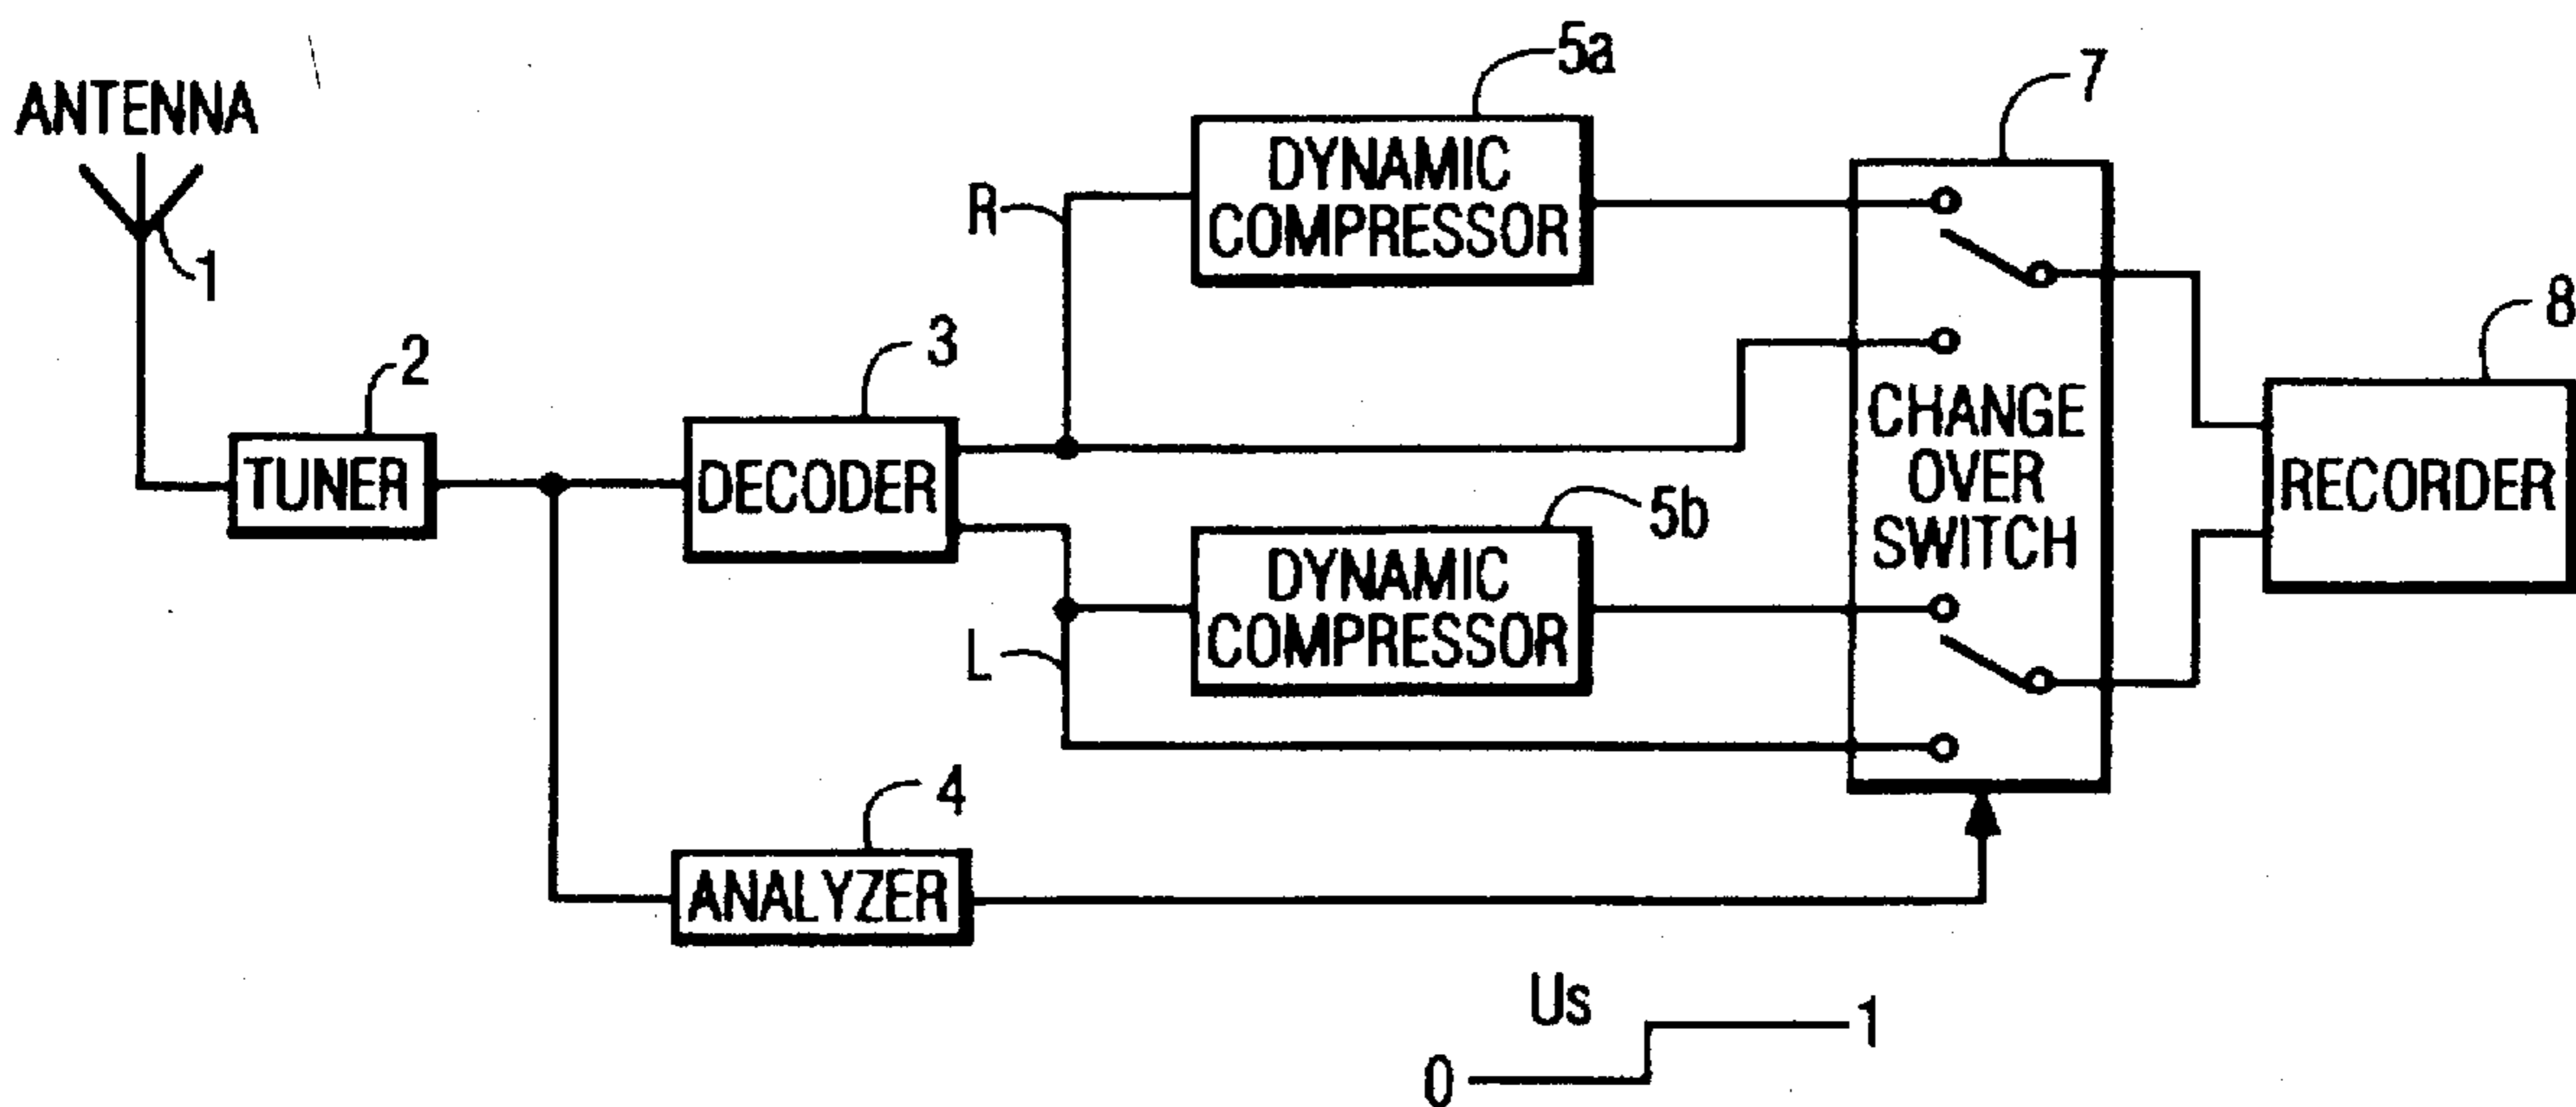 ANTENNA
1
TUNER
2
DECODER
3
R
L
DYNAMIC
COMPRESSOR
5a
DYNAMIC
COMPRESSOR
5b
ANALYZER
4
CHANGE
OVER
SWITCH
7
RECORDER
8
Us
0
1